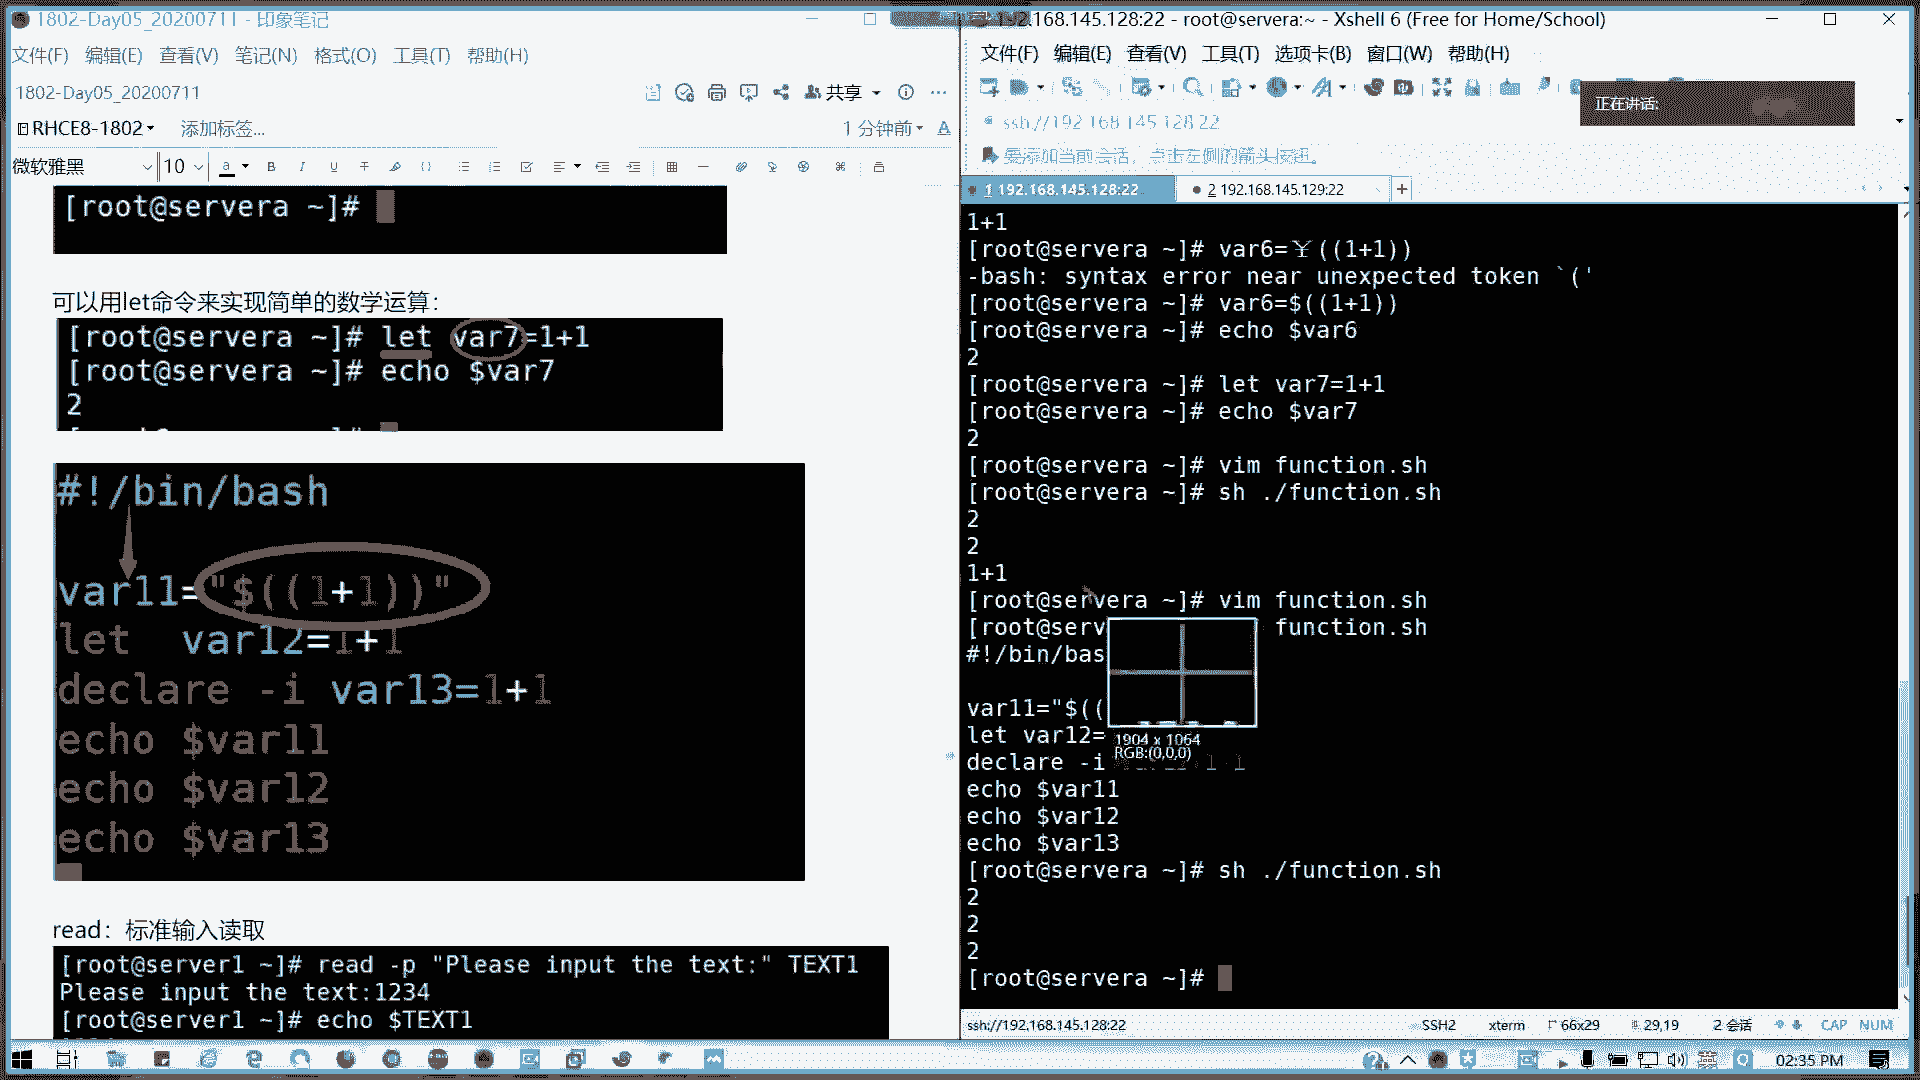 1802-Day05_20200711 - 印象笔记
文件(F) 编辑(E) 查看(V) 笔记(N) 格式(O) 工具(T) 帮助(H)
1802-Day05_20200711
共享
RHCE8-1802
添加标签...
1 分钟前
微软雅黑 10
[root@servera ~]#
可以用let命令来实现简单的数学运算：
[root@servera ~]# let var7=1+1
[root@servera ~]# echo $var7
2
#!/bin/bash
var11="$((1+1))"
let  var12=1+1
declare -i var13=1+1
echo $var11
echo $var12
echo $var13
read：标准输入读取
[root@server1 ~]# read -p "Please input the text:" TEXT1
Please input the text:1234
[root@server1 ~]# echo $TEXT1
192.168.145.128:22 - root@servera:~ - Xshell 6 (Free for Home/School)
文件(F) 编辑(E) 查看(V) 工具(T) 选项卡(B) 窗口(W) 帮助(H)
正在讲话:
ssh://192.168.145.128:22
要添加当前会话，点击左侧的箭头按钮。
1 192.168.145.128:22
2 192.168.145.129:22
1+1
[root@servera ~]# var6=￥((1+1))
-bash: syntax error near unexpected token `('
[root@servera ~]# var6=$((1+1))
[root@servera ~]# echo $var6
2
[root@servera ~]# let var7=1+1
[root@servera ~]# echo $var7
2
[root@servera ~]# vim function.sh
[root@servera ~]# sh ./function.sh
2
2
1+1
[root@servera ~]# vim function.sh
[root@serv function.sh
#!/bin/bas
var11="$((
let var12=
declare -i
echo $var11
echo $var12
echo $var13
[root@servera ~]# sh ./function.sh
2
2
2
[root@servera ~]#
1904 x 1064
RGB:(0,0,0)
ssh://192.168.145.128:22 SSH2 xterm 66x29 29,19 2 会话 CAP NUM
英 02:35 PM